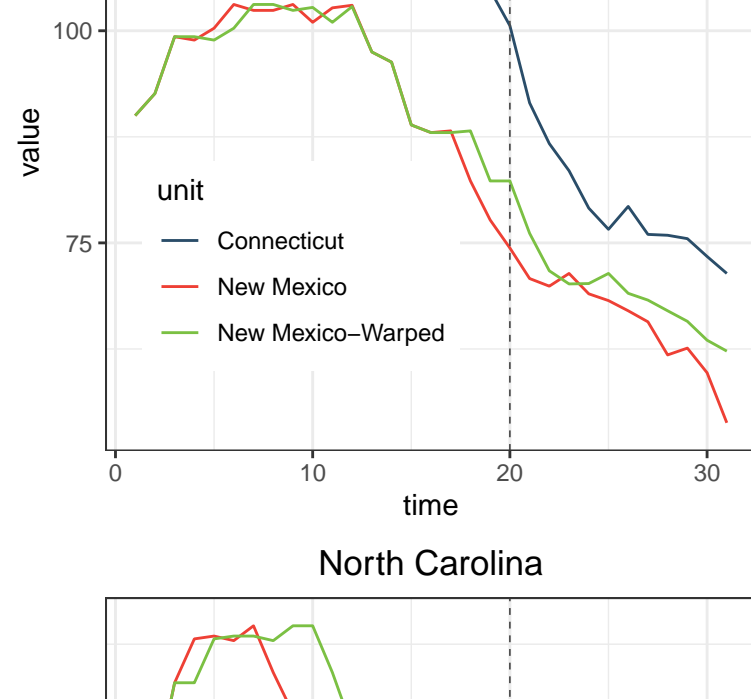 100
value
unit
Connecticut
75
New Mexico
New Mexico−Warped
0 10 20 30
time
North Carolina